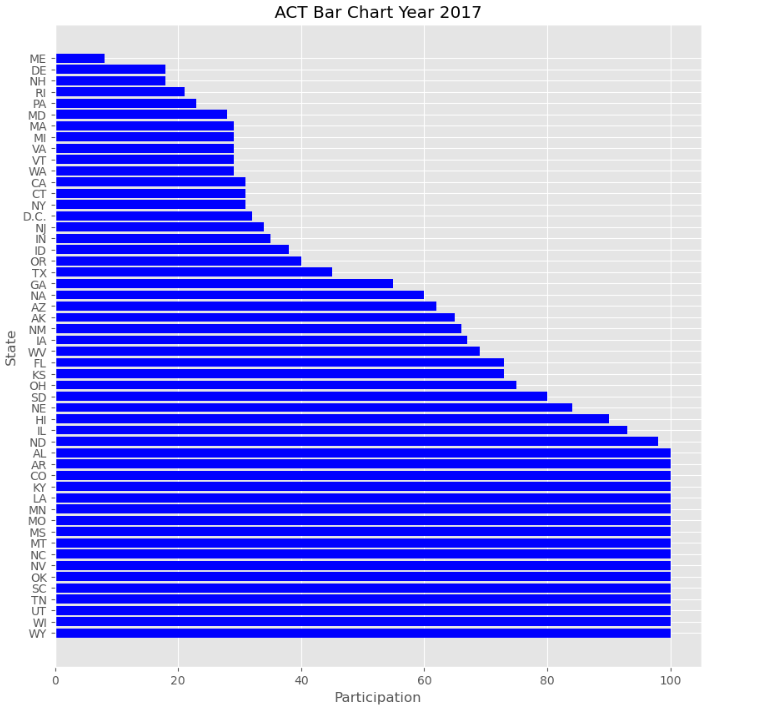 ACT Bar Chart Year 2017
State
ME
DE
NH
RI
PA
MD
MA
MI
VA
VT
WA
CA
CT
NY
D.C.
NJ
IN
ID
OR
TX
GA
NA
AZ
AK
NM
IA
WV
FL
KS
OH
SD
NE
HI
IL
ND
AL
AR
CO
KY
LA
MN
MO
MS
MT
NC
NV
OK
SC
TN
UT
WI
WY
0 20 40 60 80 100
Participation